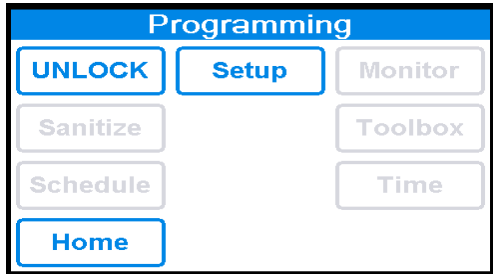 Programming
UNLOCK Setup Monitor
Sanitize Toolbox
Schedule Time
Home